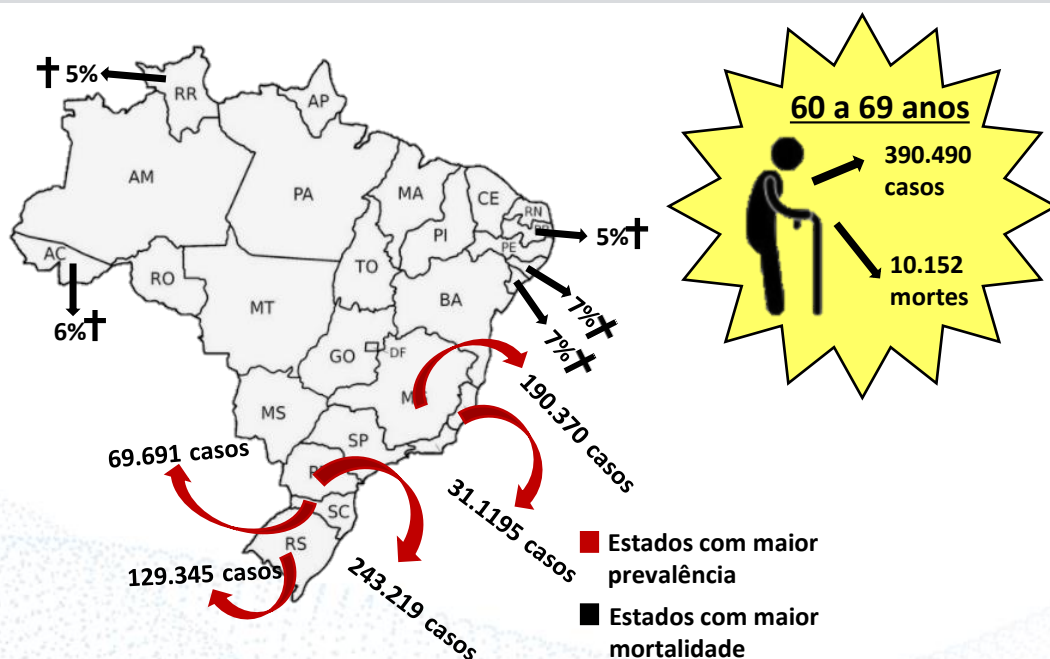 † 5%
RR
AP
AM
PA
MA
CE
RN
PI
PE
5%†
AC
6%†
RO
TO
BA
MT
7%†
7%†
GO
DF
MS
SP
SC
RS
190.370 casos
31.1195 casos
69.691 casos
243.219 casos
129.345 casos
60 a 69 anos
390.490
casos
10.152
mortes
Estados com maior
prevalência
Estados com maior
mortalidade